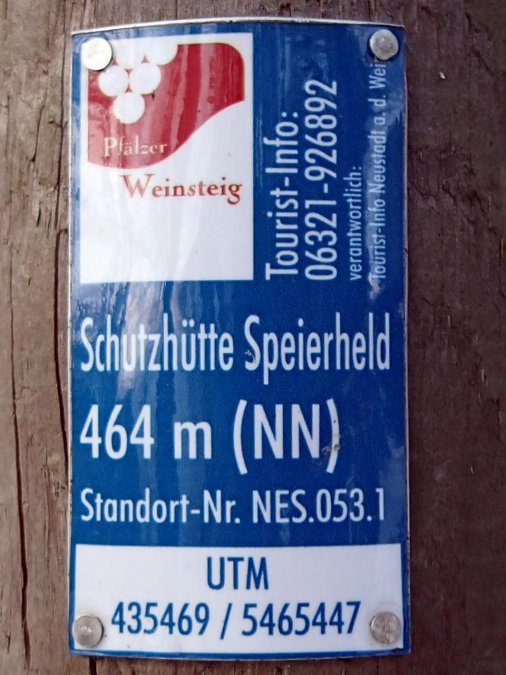 Pfälzer
Weinsteig
Tourist-Info:
06321-926892
verantwortlich:
Tourist-Info Neustadt a. d. Wei
Schutzhütte Speierheld
464 m (NN)
Standort-Nr. NES.053.1
UTM
435469 / 5465447